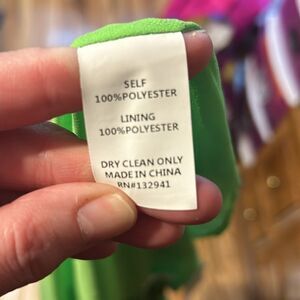 SELF
100%POLYESTER
LINING
100%POLYESTER
DRY CLEAN ONLY
MADE IN CHINA
RN#132941